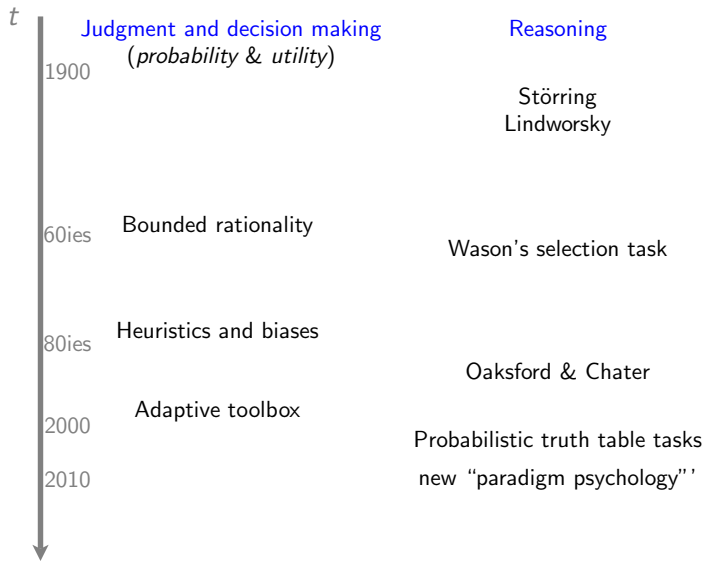 t
Judgment and decision making
(probability & utility)
Reasoning
1900
Störring
Lindworsky
Bounded rationality
60ies
Wason's selection task
Heuristics and biases
80ies
Oaksford & Chater
Adaptive toolbox
2000
Probabilistic truth table tasks
2010
new “paradigm psychology”’